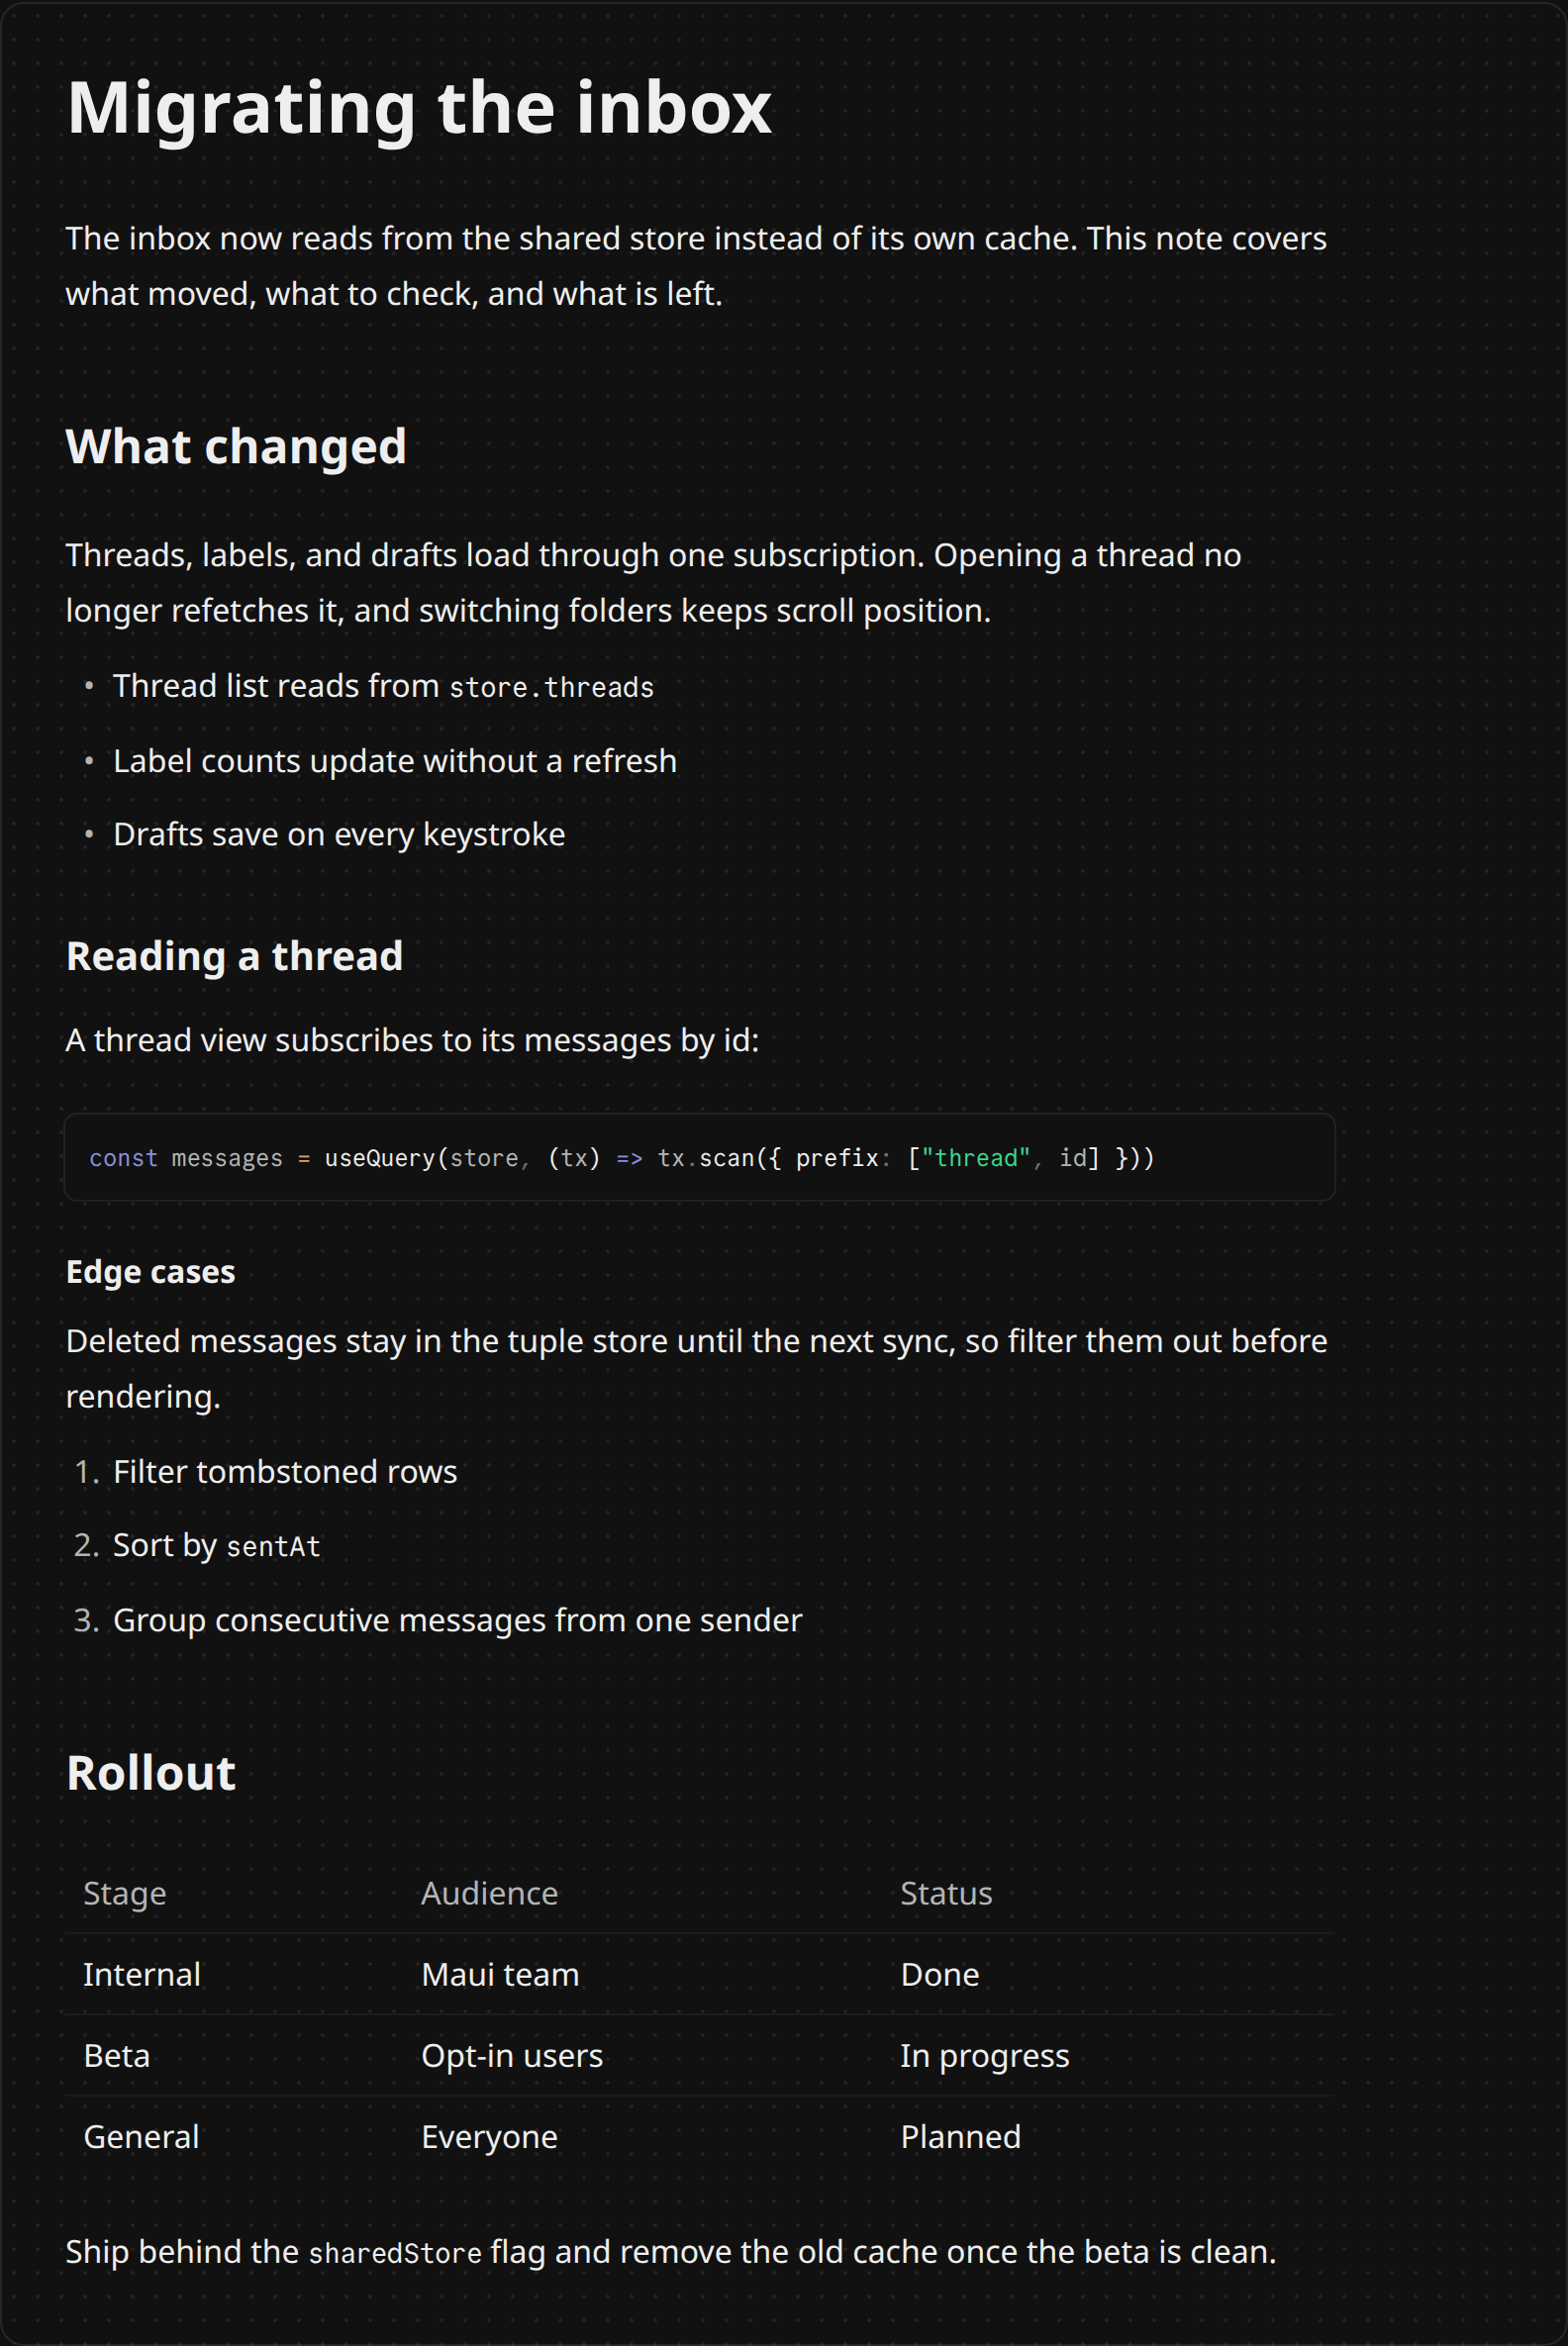 Migrating the inbox
The inbox now reads from the shared store instead of its own cache. This note covers
what moved, what to check, and what is left.
What changed
Threads, labels, and drafts load through one subscription. Opening a thread no
longer refetches it, and switching folders keeps scroll position.
• Thread list reads from store.threads
• Label counts update without a refresh
• Drafts save on every keystroke
Reading a thread
A thread view subscribes to its messages by id:
const messages = useQuery(store, (tx) => tx.scan({ prefix: ["thread", id] }))
Edge cases
Deleted messages stay in the tuple store until the next sync, so filter them out before
rendering.
1. Filter tombstoned rows
2. Sort by sentAt
3. Group consecutive messages from one sender
Rollout
Stage Audience Status
Internal Maui team Done
Beta Opt-in users In progress
General Everyone Planned
Ship behind the sharedStore flag and remove the old cache once the beta is clean.